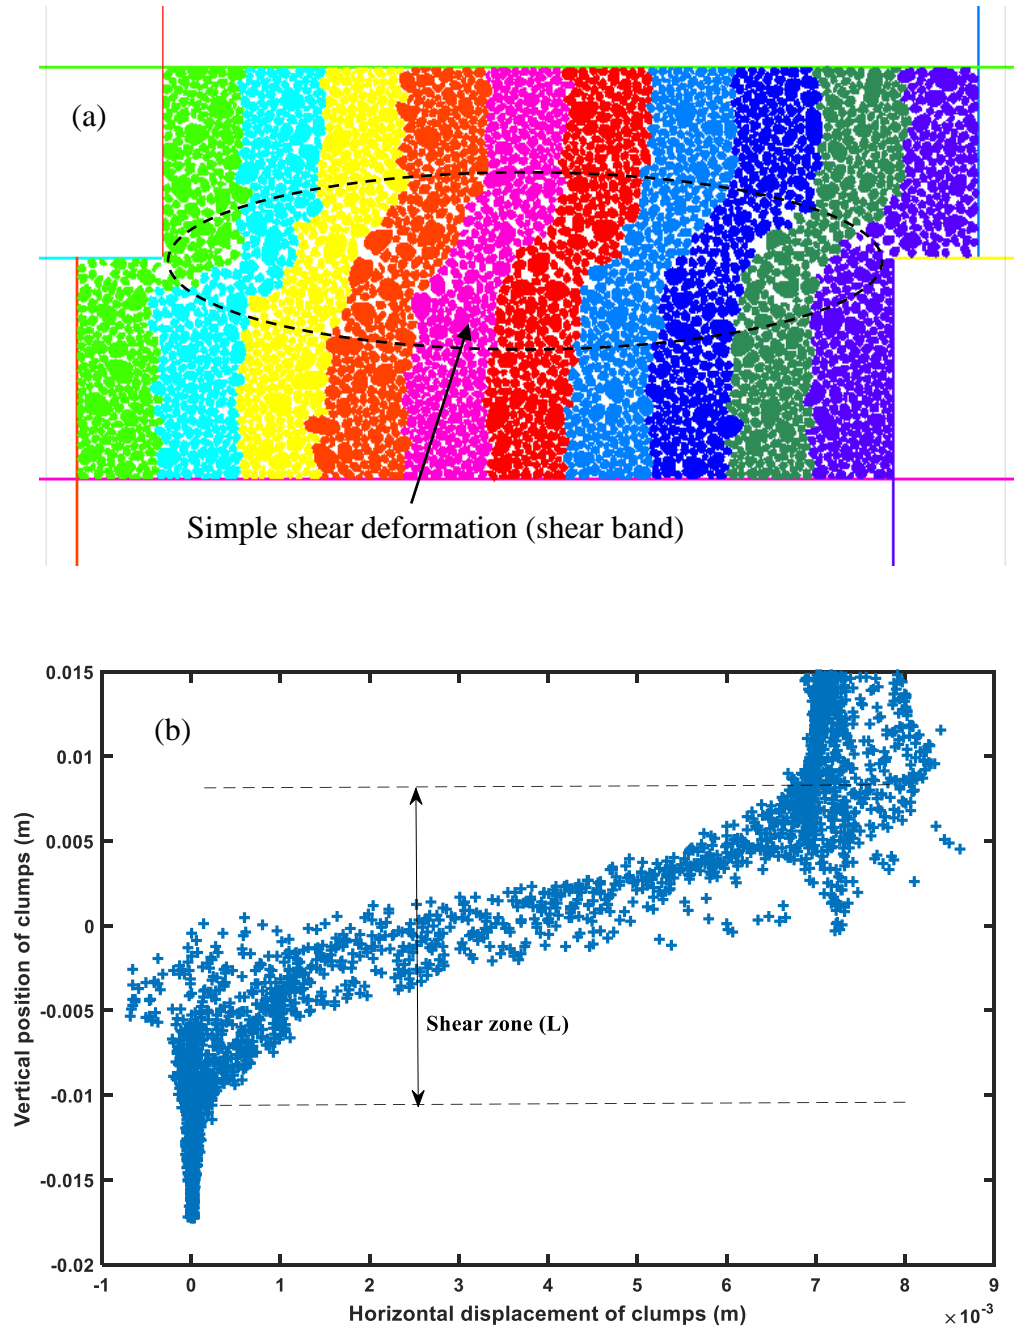 (a)
Simple shear deformation (shear band)
0.015
(b)
0.01
0.005
0
-0.005
Shear zone (L)
-0.01
-0.015
-0.02
Vertical position of clumps (m)
-1 0 1 2 3 4 5 6 7 8 9
Horizontal displacement of clumps (m)
× 10⁻³